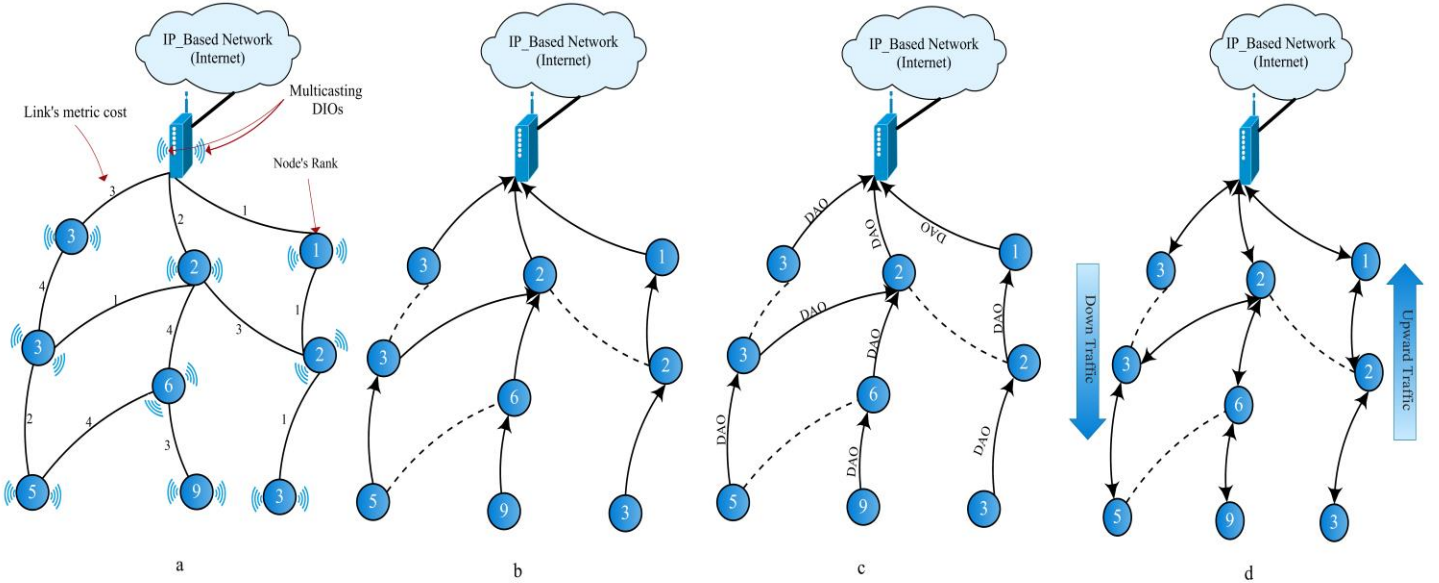 IP_Based Network
(Internet)
Link's metric cost
Multicasting
DIOs
Node's Rank
3
2
1
3
2
1
4
1
4
3
1
3
6
2
2
4
3
1
5
9
3
a
IP_Based Network
(Internet)
3
2
1
3
6
2
5
9
3
b
IP_Based Network
(Internet)
DAO
DAO
DAO
3
2
1
DAO
DAO
DAO
3
6
2
DAO
DAO
DAO
5
9
3
c
IP_Based Network
(Internet)
3
2
1
Down Traffic
Upward Traffic
3
6
2
5
9
3
d